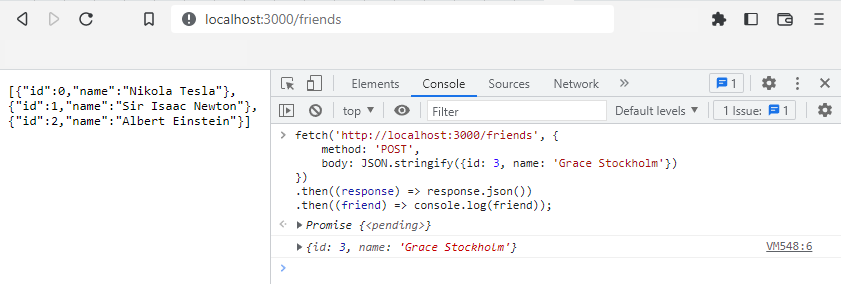 localhost:3000/friends
[{"id":0,"name":"Nikola Tesla"},
{"id":1,"name":"Sir Isaac Newton"},
{"id":2,"name":"Albert Einstein"}]
Elements Console Sources Network » 1
top ▼ Filter Default levels ▼ 1 Issue: 1
> fetch('http://localhost:3000/friends', {
method: 'POST',
body: JSON.stringify({id: 3, name: 'Grace Stockholm'})
})
.then((response) => response.json())
.then((friend) => console.log(friend));
Promise {<pending>}
{id: 3, name: 'Grace Stockholm'} VM548:6
>